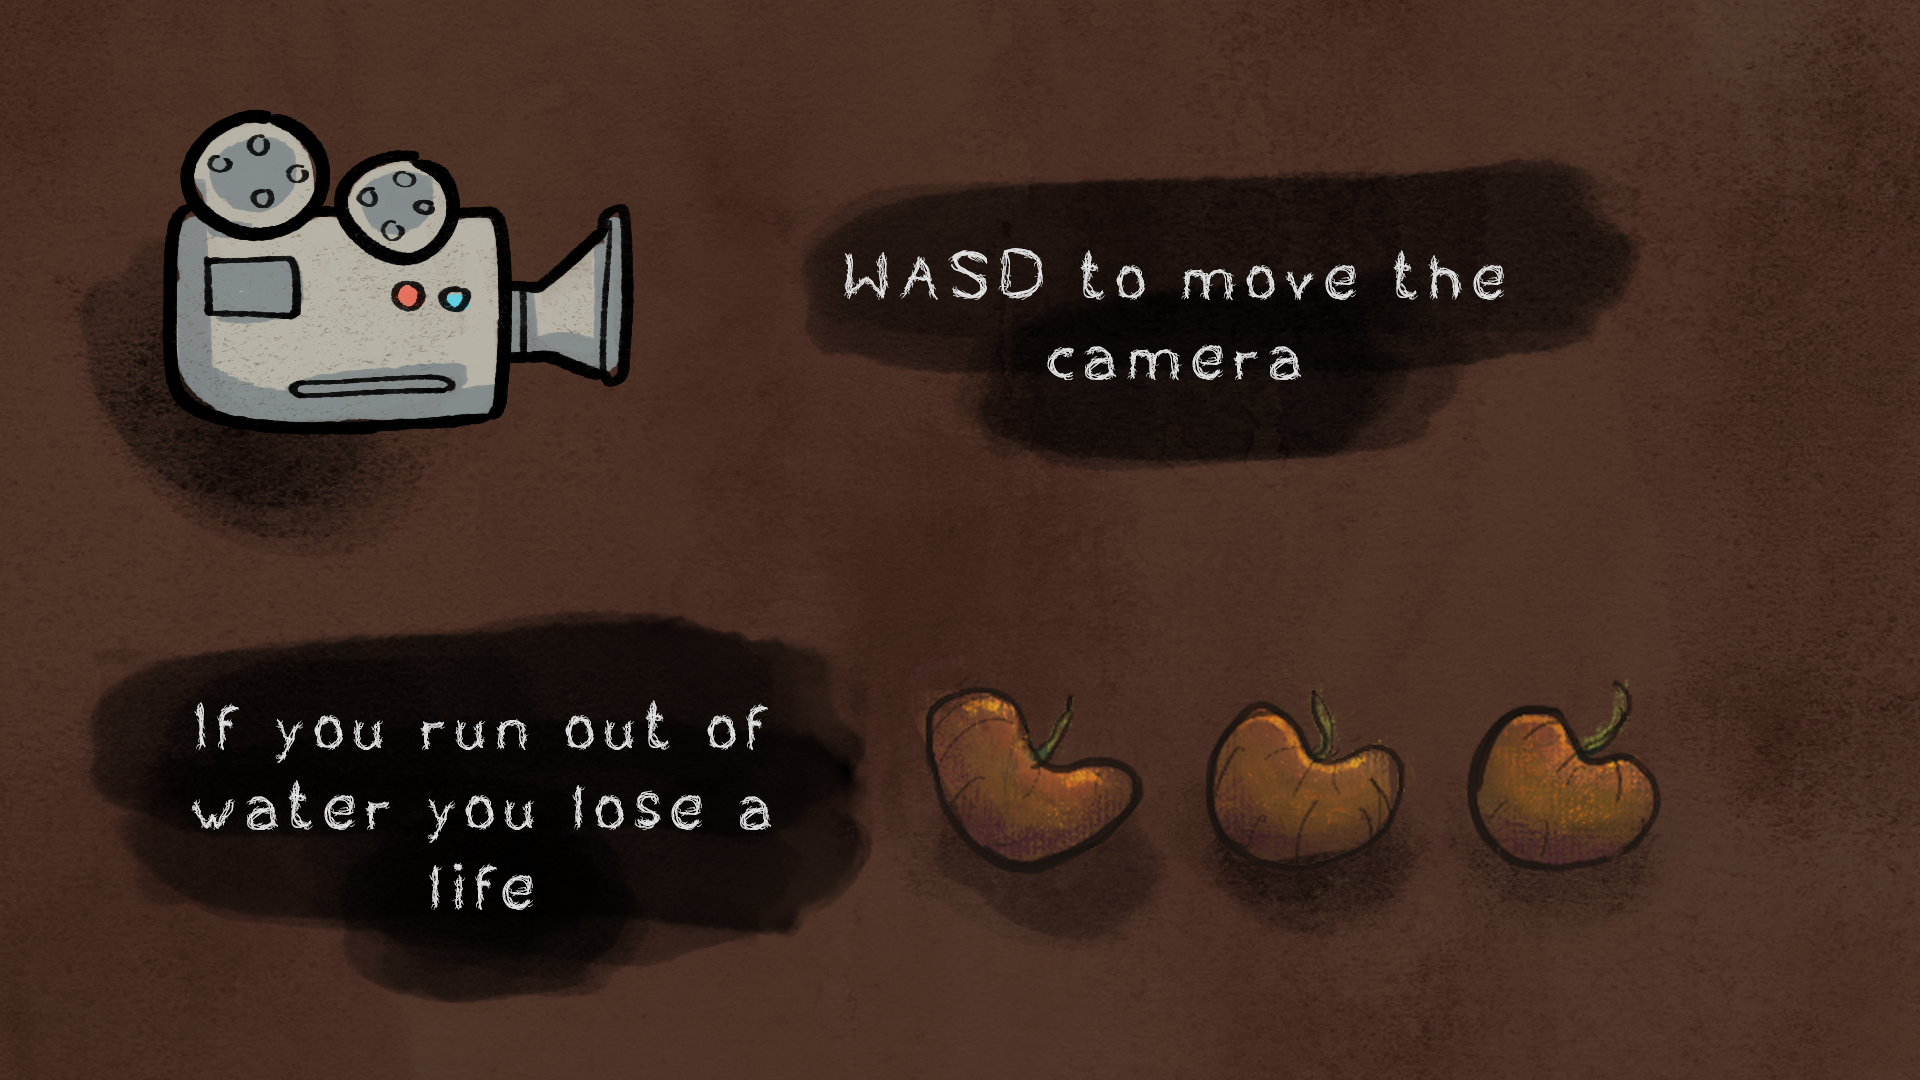 WASD to move the
camera
If you run out of
water you lose a
life